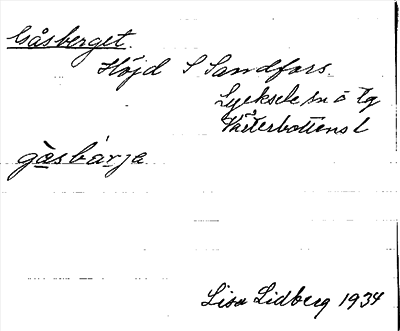 Gåsberget.
Höjd S Sandfors.
Lycksele sn o tg
Västerbottens l
gåsbärja
Lisa Lidberg 1934